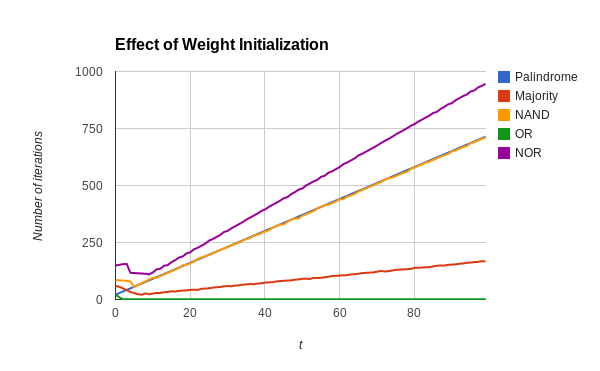 Effect of Weight Initialization
1000
750
500
250
0
0
20
40
60
80
Number of iterations
t
Palindrome
Majority
NAND
OR
NOR